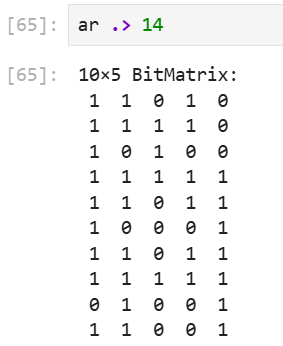 [65]: ar .> 14
[65]: 10×5 BitMatrix:
1 1 0 1 0
1 1 1 1 0
1 0 1 0 0
1 1 1 1 1
1 1 0 1 1
1 0 0 0 1
1 1 0 1 1
1 1 1 1 1
0 1 0 0 1
1 1 0 0 1